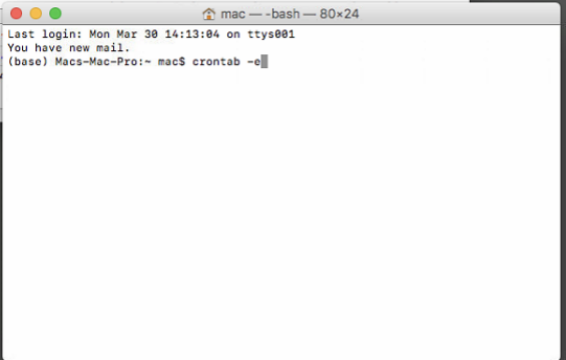 mac — -bash — 80×24
Last login: Mon Mar 30 14:13:04 on ttys001
You have new mail.
(base) Macs-Mac-Pro:~ mac$ crontab -e